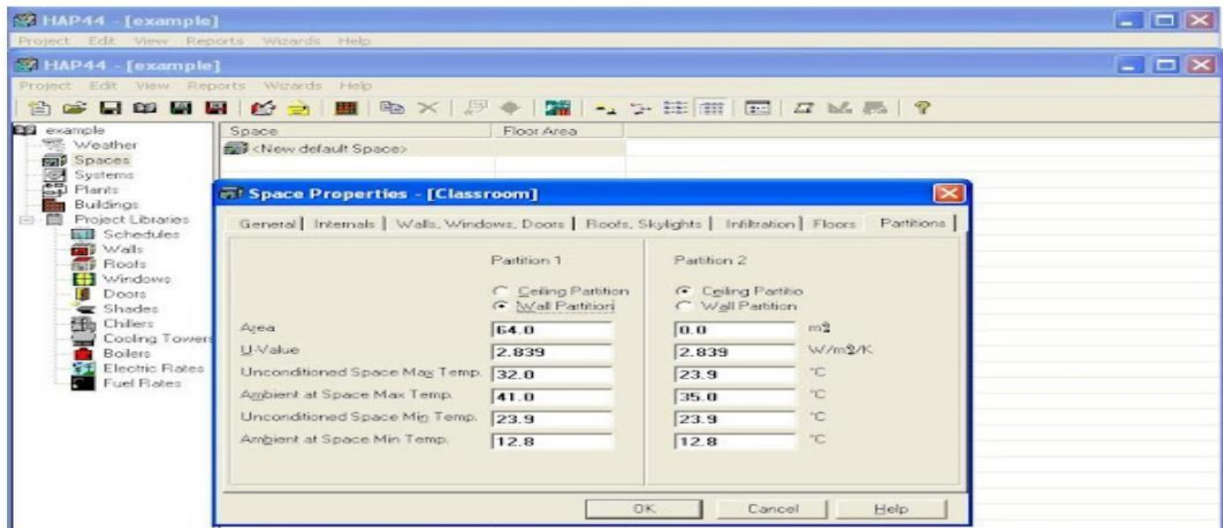 HAP44 - [example]
Project Edit View Reports Wizards Help
HAP44 - [example]
Project Edit View Reports Wizards Help
example
Weather
Spaces
Systems
Plants
Buildings
Project Libraries
Schedules
Walls
Roofs
Windows
Doors
Shades
Chillers
Cooling Towers
Boilers
Electric Rates
Fuel Rates
Space Floor Area
<New default Space>
Space Properties - [Classroom]
General Internals Walls, Windows, Doors Roofs, Skylights Infiltration Floors Partitions
Partition 1 Partition 2
Ceiling Partition Ceiling Partitio
Wall Partition Wall Partition
Area 64.0 0.0 m2
U-Value 2.839 2.839 W/m2/K
Unconditioned Space Max Temp. 32.0 23.9 °C
Ambient at Space Max Temp. 41.0 35.0 °C
Unconditioned Space Min Temp. 23.9 23.9 °C
Ambient at Space Min Temp. 12.8 12.8 °C
OK Cancel Help